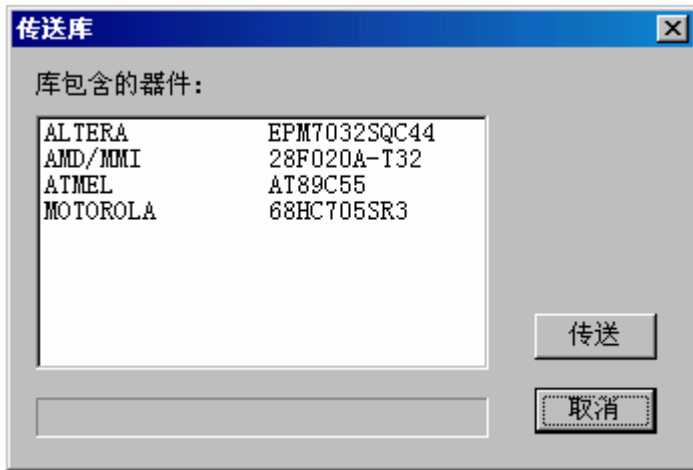 传送库
库包含的器件：
ALTERA EPM7032SQC44
AMD/MMI 28F020A-T32
ATMEL AT89C55
MOTOROLA 68HC705SR3
传送
取消